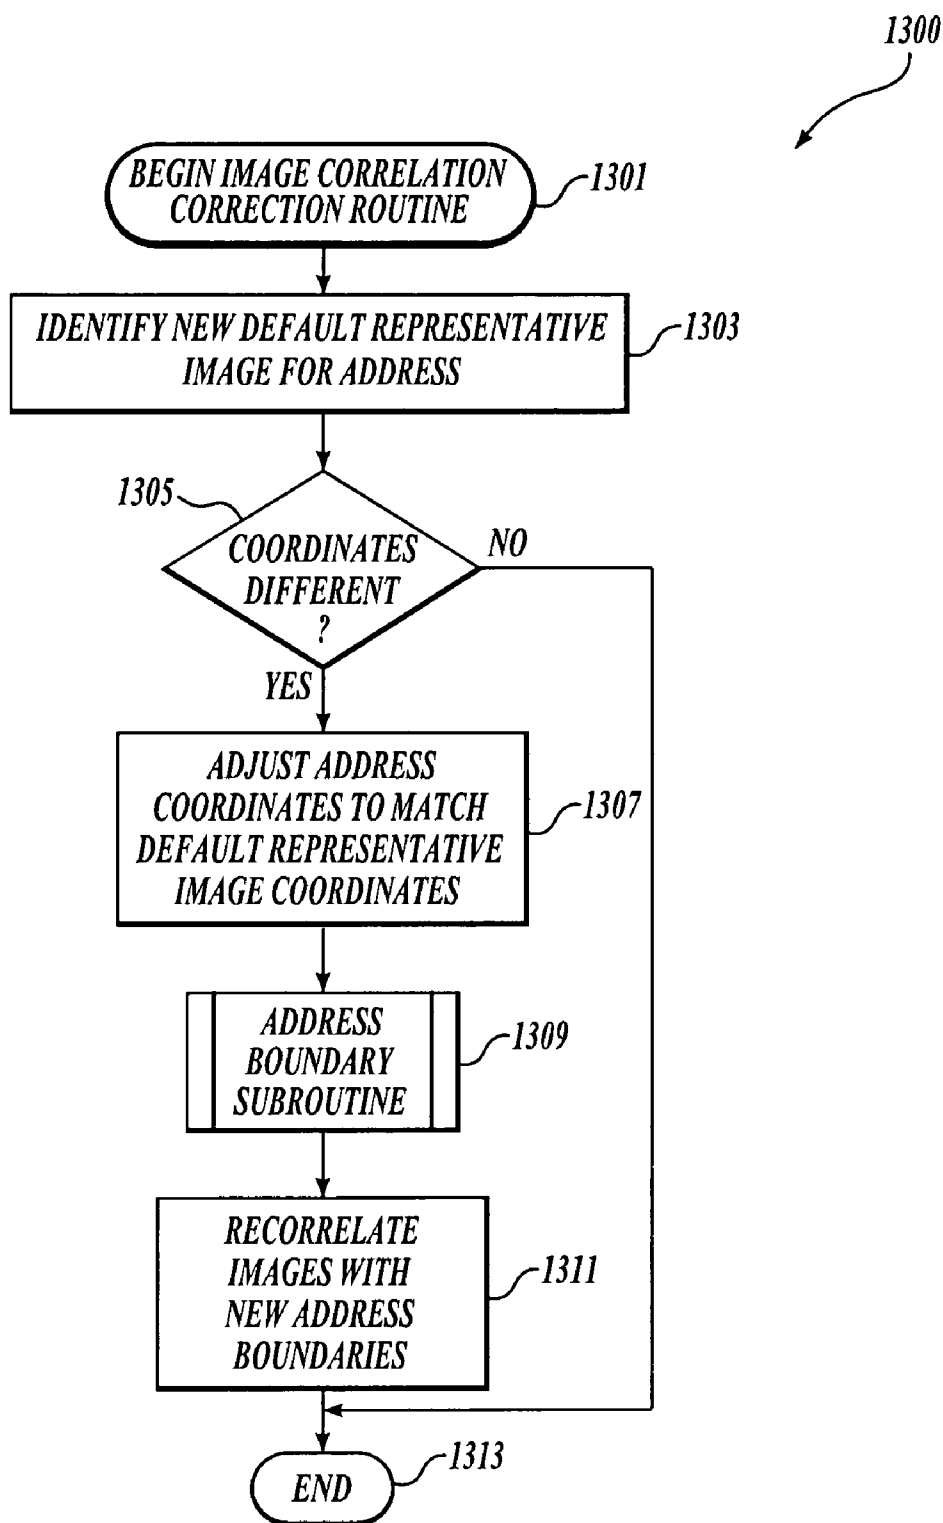 1300
BEGIN IMAGE CORRELATION
CORRECTION ROUTINE
1301
IDENTIFY NEW DEFAULT REPRESENTATIVE
IMAGE FOR ADDRESS
1303
1305
COORDINATES
DIFFERENT
?
NO
YES
ADJUST ADDRESS
COORDINATES TO MATCH
DEFAULT REPRESENTATIVE
IMAGE COORDINATES
1307
ADDRESS
BOUNDARY
SUBROUTINE
1309
RECORRELATE
IMAGES WITH
NEW ADDRESS
BOUNDARIES
1311
END
1313